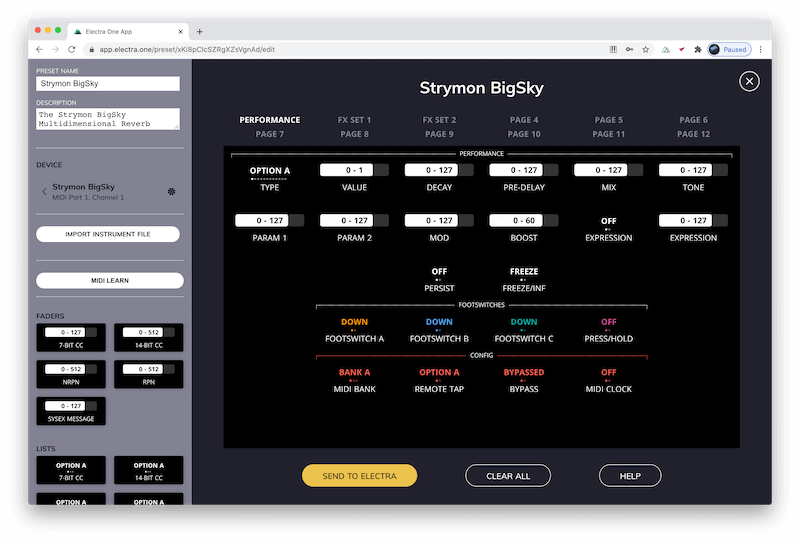 Electra One App
app.electra.one/preset/xKi8pClcSZRgXZsVgnAd/edit
Paused
PRESET NAME
Strymon BigSky
DESCRIPTION
The Strymon BigSky
Multidimensional Reverb
DEVICE
Strymon BigSky
MIDI Port 1, Channel 1
IMPORT INSTRUMENT FILE
MIDI LEARN
FADERS
0 - 127 0 - 512
7-BIT CC 14-BIT CC
0 - 512 0 - 512
NRPN RPN
0 - 127
SYSEX MESSAGE
LISTS
OPTION A OPTION A
7-BIT CC 14-BIT CC
OPTION A OPTION A
Strymon BigSky
PERFORMANCE FX SET 1 FX SET 2 PAGE 4 PAGE 5 PAGE 6
PAGE 7 PAGE 8 PAGE 9 PAGE 10 PAGE 11 PAGE 12
PERFORMANCE
OPTION A 0 - 1 0 - 127 0 - 127 0 - 127 0 - 127
TYPE VALUE DECAY PRE-DELAY MIX TONE
0 - 127 0 - 127 0 - 127 0 - 60 OFF 0 - 127
PARAM 1 PARAM 2 MOD BOOST EXPRESSION EXPRESSION
OFF FREEZE
PERSIST FREEZE/INF
FOOTSWITCHES
DOWN DOWN DOWN OFF
FOOTSWITCH A FOOTSWITCH B FOOTSWITCH C PRESS/HOLD
CONFIG
BANK A OPTION A BYPASSED OFF
MIDI BANK REMOTE TAP BYPASS MIDI CLOCK
SEND TO ELECTRA CLEAR ALL HELP